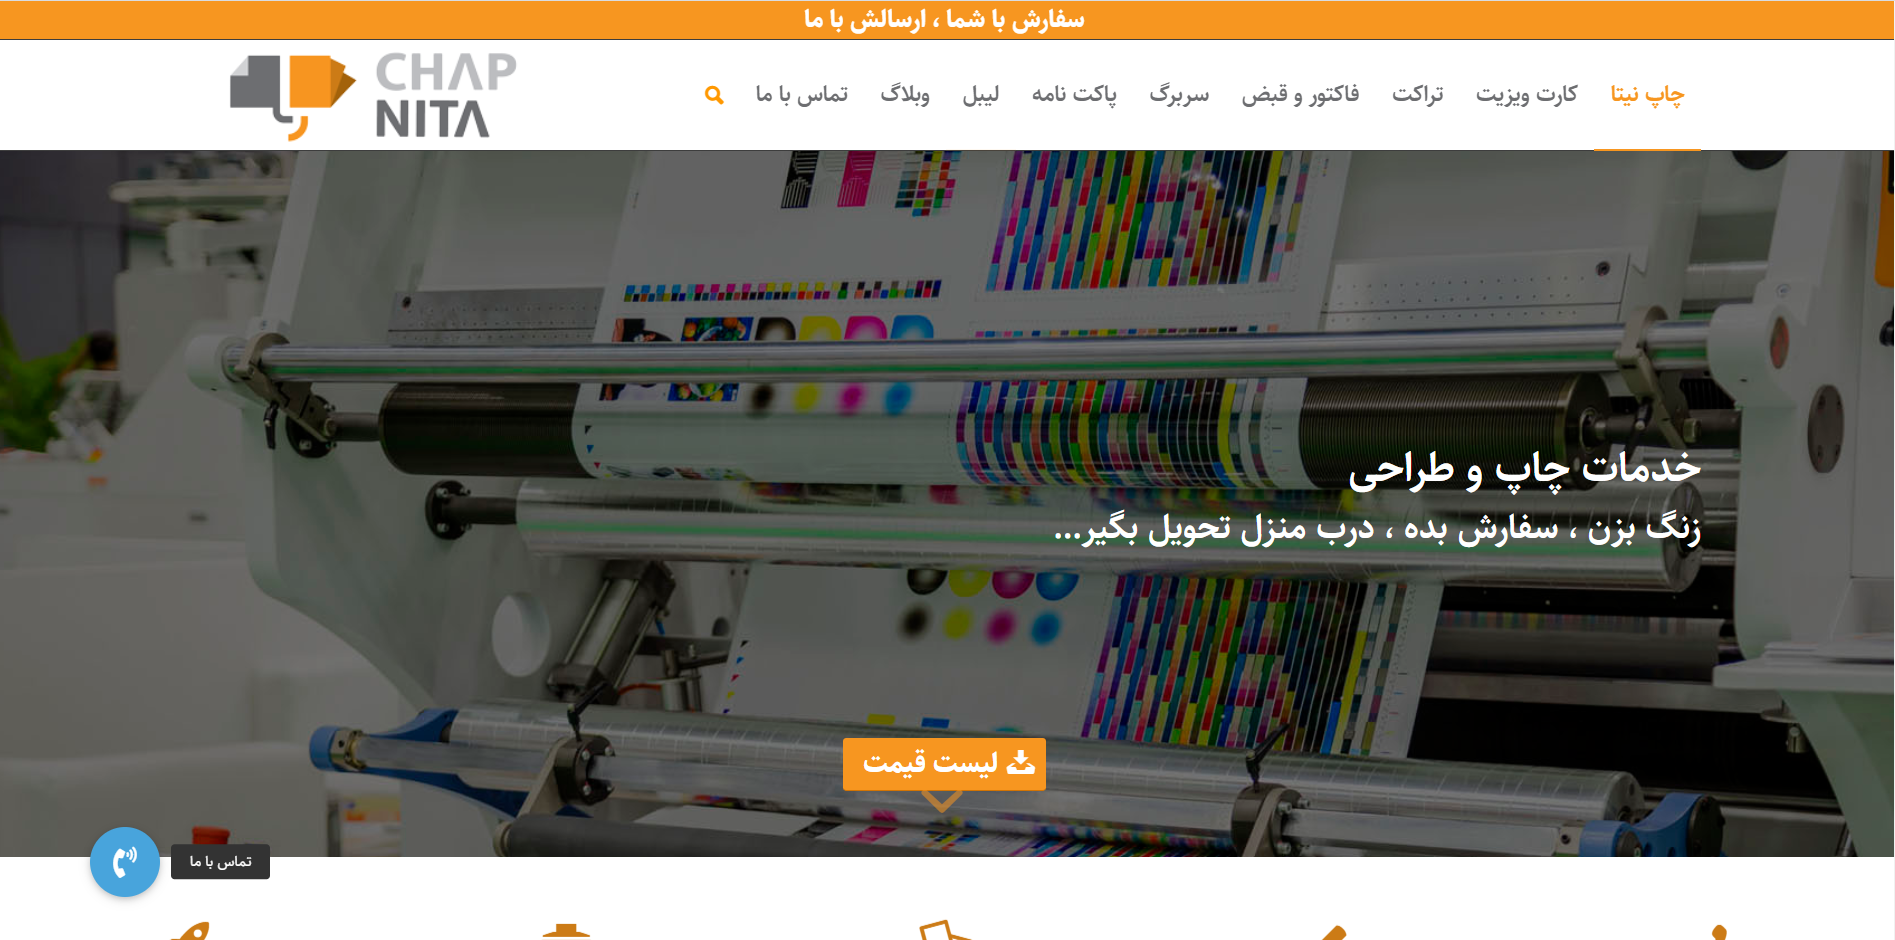 سفارش با شما ، ارسالش با ما
CHAP
NITA
چاپ نیتا
کارت ویزیت
تراکت
فاکتور و قبض
سربرگ
پاکت نامه
لیبل
وبلاگ
تماس با ما
خدمات چاپ و طراحی
زنگ بزن ، سفارش بده ، درب منزل تحویل بگیر...
لیست قیمت
تماس با ما